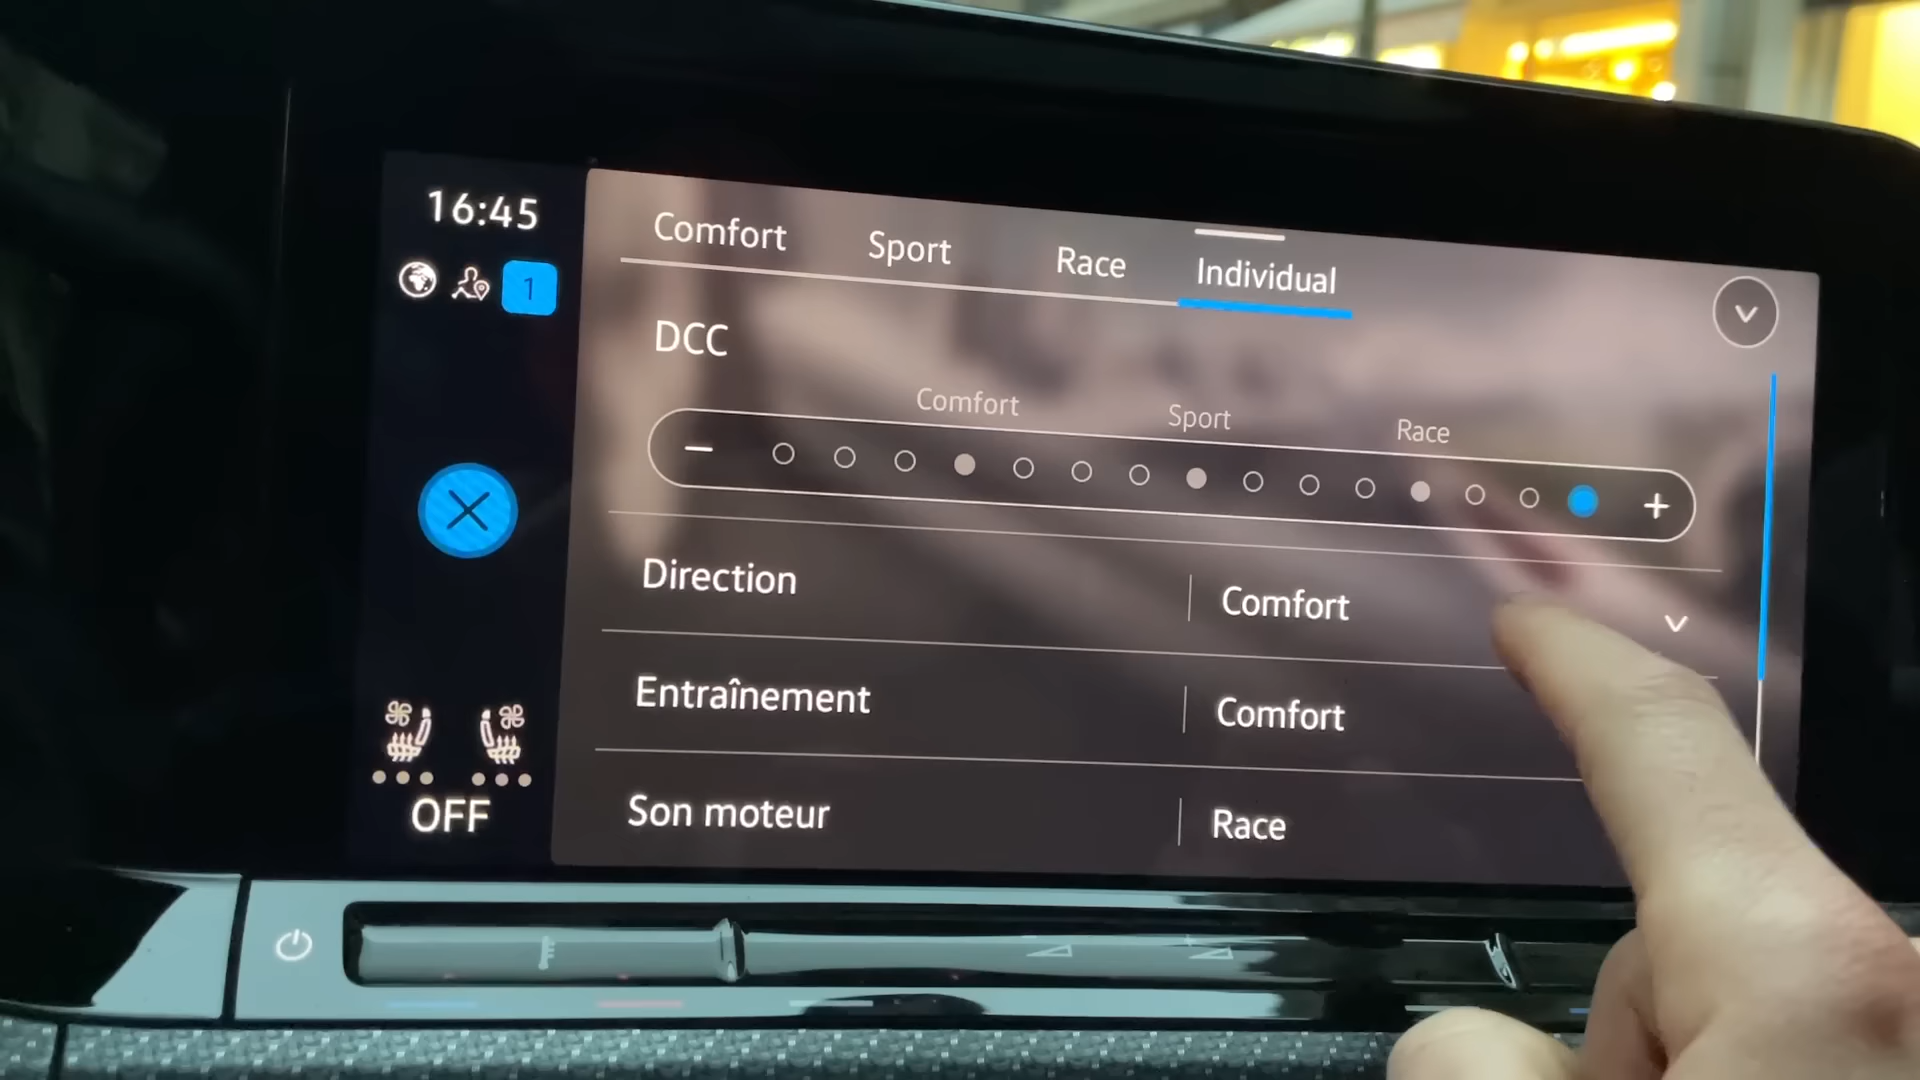 16:45
1
Comfort Sport Race Individual
DCC
Comfort Sport Race
Direction Comfort
Entraînement Comfort
Son moteur Race
OFF